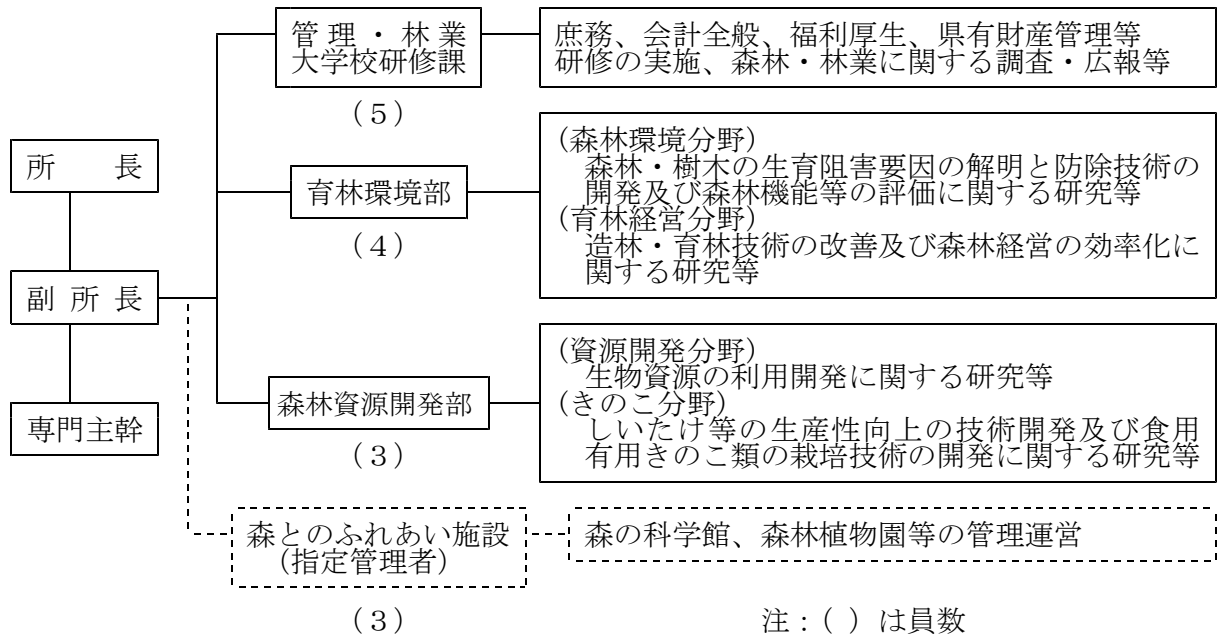 所長
副所長
専門主幹
管理・林業
大学校研修課
（５）
庶務、会計全般、福利厚生、県有財産管理等
研修の実施、森林・林業に関する調査・広報等
育林環境部
（４）
(森林環境分野)
森林・樹木の生育阻害要因の解明と防除技術の
開発及び森林機能等の評価に関する研究等
(育林経営分野)
造林・育林技術の改善及び森林経営の効率化に
関する研究等
森林資源開発部
（３）
(資源開発分野)
生物資源の利用開発に関する研究等
(きのこ分野)
しいたけ等の生産性向上の技術開発及び食用
有用きのこ類の栽培技術の開発に関する研究等
森とのふれあい施設
(指定管理者)
（３）
森の科学館、森林植物園等の管理運営
注：( ) は員数